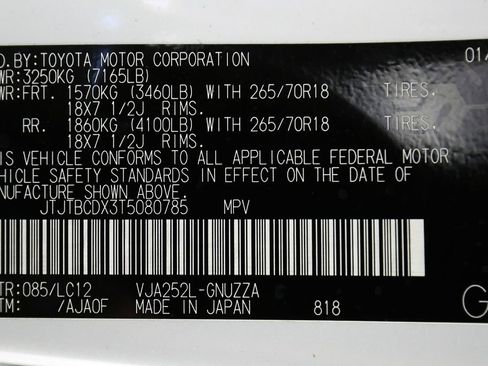 D.BY:TOYOTA MOTOR CORPORATION 01/
WR:3250KG (7165LB)
WR:FRT. 1570KG (3460LB) WITH 265/70R18 TIRES,
18X7 1/2J RIMS.
RR. 1860KG (4100LB) WITH 265/70R18 TIRES,
18X7 1/2J RIMS.
IS VEHICLE CONFORMS TO ALL APPLICABLE FEDERAL MOTOR
EHICLE SAFETY STANDARDS IN EFFECT ON THE DATE OF
ANUFACTURE SHOWN ABOVE.
JTJTBCDX3T5080785 MPV
TR:085/LC12 VJA252L-GNUZZA
TM: /AJA0F MADE IN JAPAN 818
G